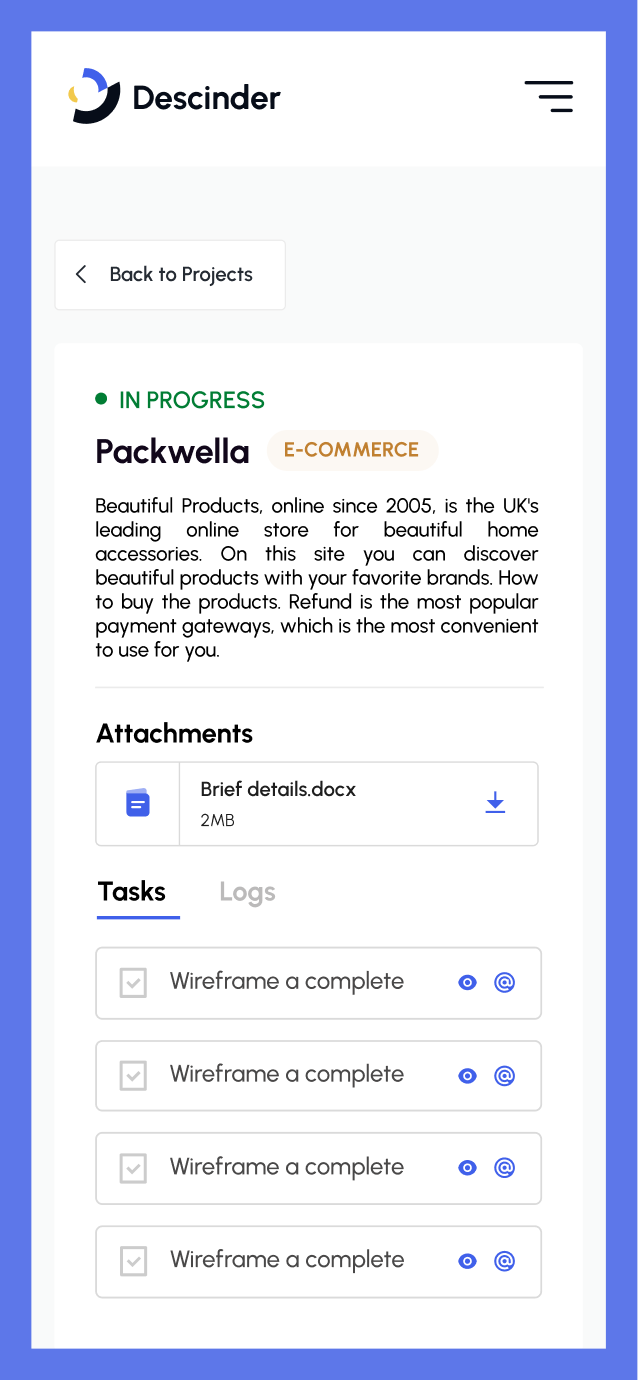 Descinder
Back to Projects
IN PROGRESS
Packwella
E-COMMERCE
Beautiful Products, online since 2005, is the UK's
leading online store for beautiful home
accessories. On this site you can discover
beautiful products with your favorite brands. How
to buy the products. Refund is the most popular
payment gateways, which is the most convenient
to use for you.
Attachments
Brief details.docx
2MB
Tasks
Logs
Wireframe a complete
Wireframe a complete
Wireframe a complete
Wireframe a complete